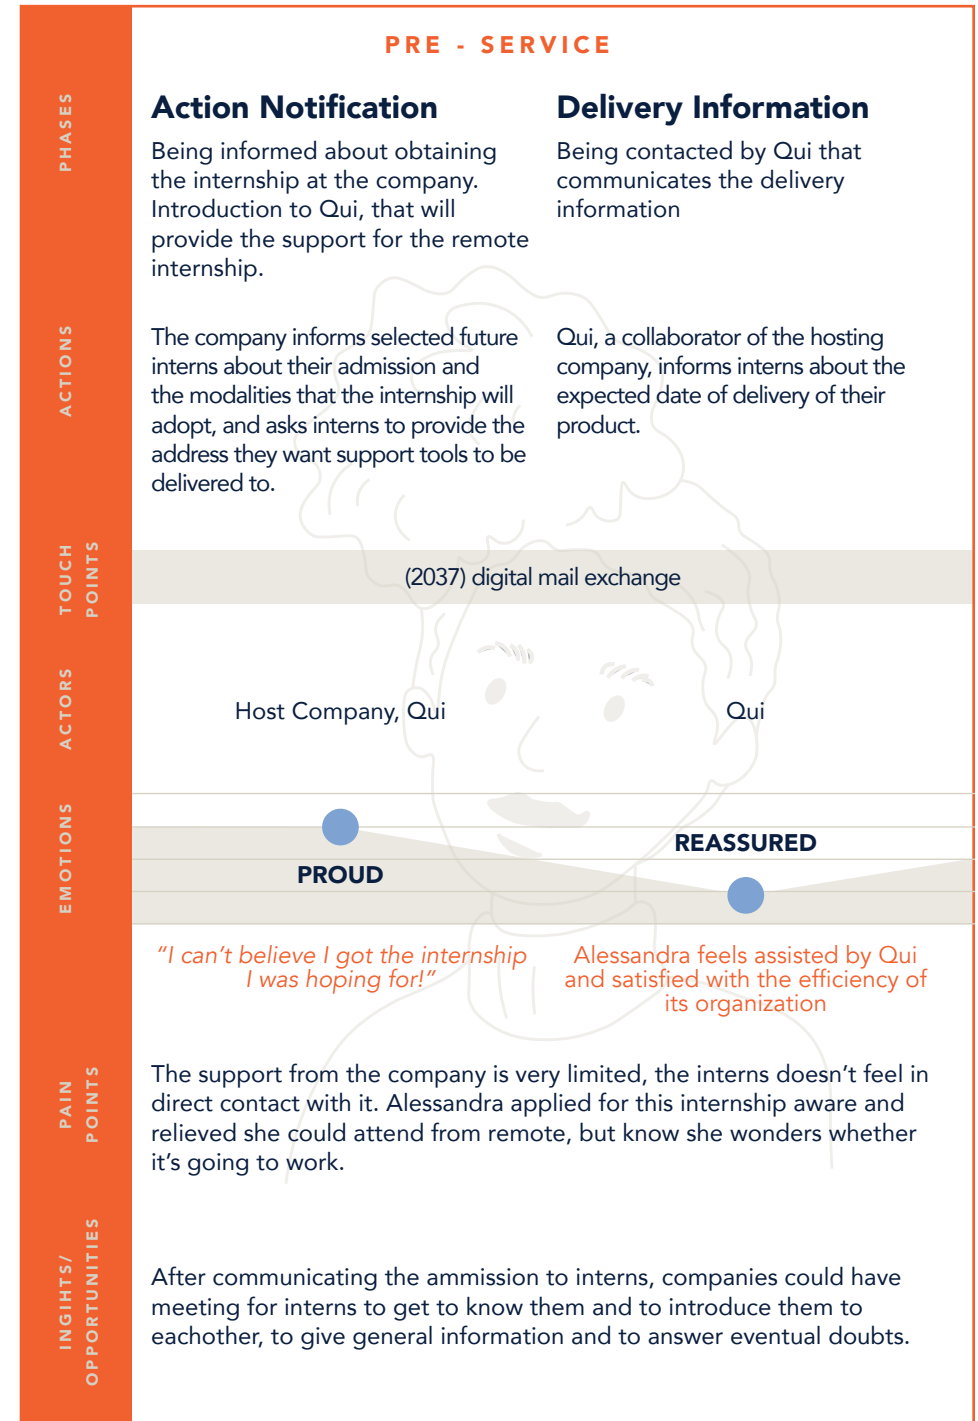 PRE - SERVICE
PHASES
Action Notification
Being informed about obtaining
the internship at the company.
Introduction to Qui, that will
provide the support for the remote
internship.
Delivery Information
Being contacted by Qui that
communicates the delivery
information
ACTIONS
The company informs selected future
interns about their admission and
the modalities that the internship will
adopt, and asks interns to provide the
address they want support tools to be
delivered to.
Qui, a collaborator of the hosting
company, informs interns about the
expected date of delivery of their
product.
TOUCH
POINTS
(2037) digital mail exchange
ACTORS
Host Company, Qui
Qui
EMOTIONS
PROUD
REASSURED
“I can’t believe I got the internship
I was hoping for!”
Alessandra feels assisted by Qui
and satisfied with the efficiency of
its organization
PAIN
POINTS
The support from the company is very limited, the interns doesn’t feel in
direct contact with it. Alessandra applied for this internship aware and
relieved she could attend from remote, but know she wonders whether
it’s going to work.
INGIHTS/
OPPORTUNITIES
After communicating the ammission to interns, companies could have
meeting for interns to get to know them and to introduce them to
eachother, to give general information and to answer eventual doubts.